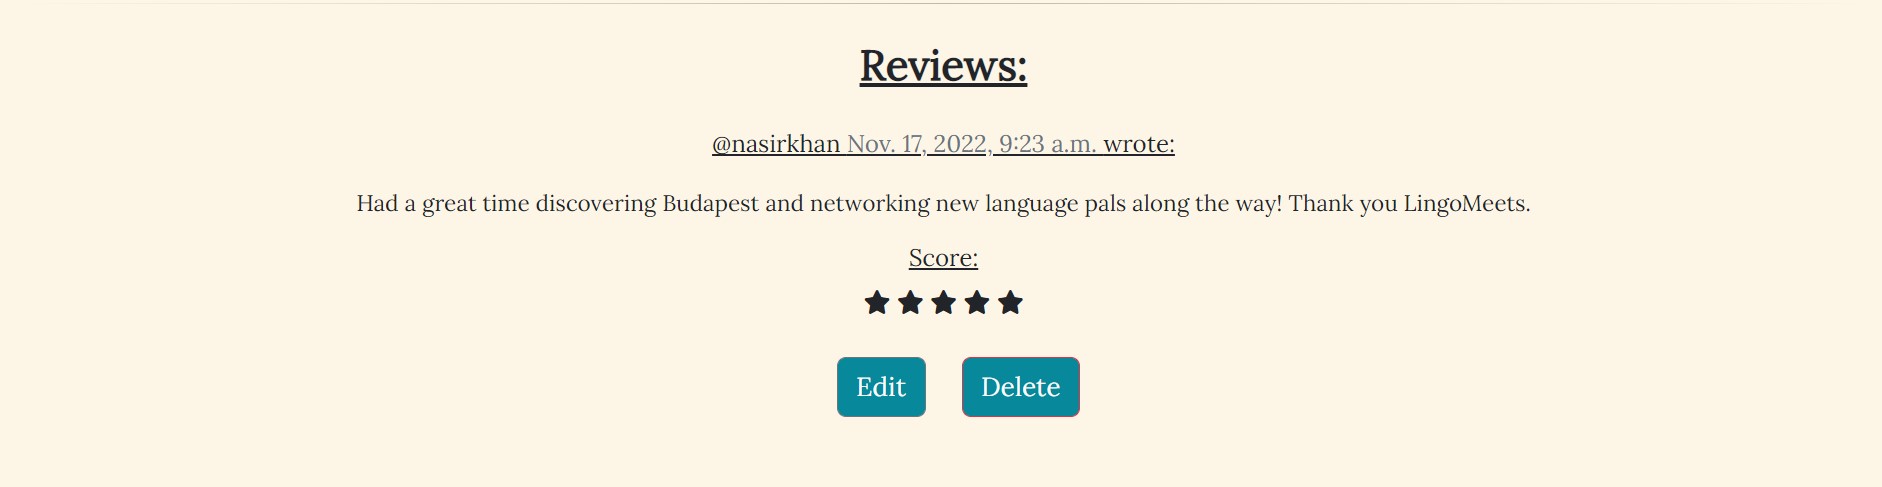 Reviews:
@nasirkhan Nov. 17, 2022, 9:23 a.m. wrote:
Had a great time discovering Budapest and networking new language pals along the way! Thank you LingoMeets.
Score:
Edit
Delete